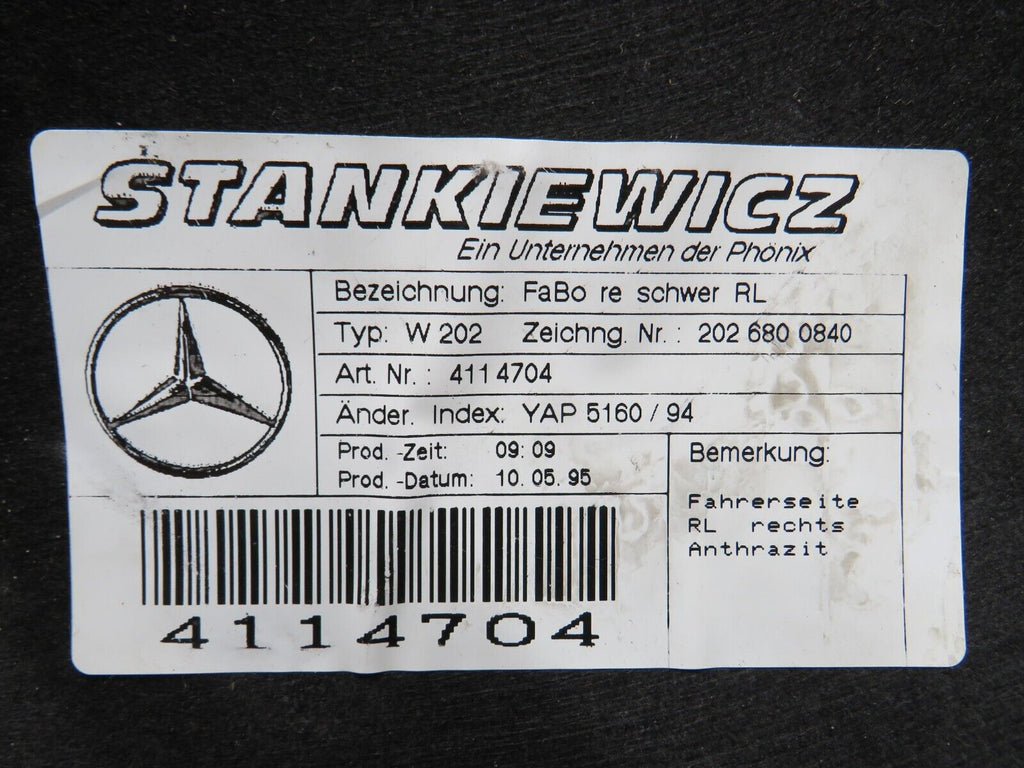 STANKIEWICZ
Ein Unternehmen der Phönix
Bezeichnung: FaBo re schwer RL
Typ: W 202 Zeichng. Nr. : 202 680 0840
Art. Nr. : 411 4704
Änder. Index: YAP 5160 / 94
Prod. -Zeit: 09: 09
Prod. -Datum: 10. 05. 95
Bemerkung:
Fahrerseite
RL rechts
Anthrazit
4114704